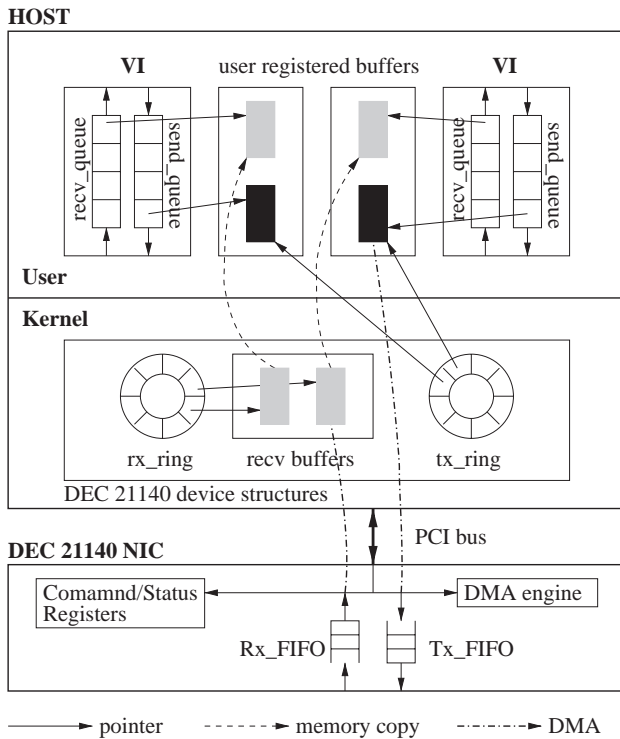 HOST
VI
user registered buffers
VI
recv_queue
send_queue
recv_queue
send_queue
User
Kernel
rx_ring
recv buffers
tx_ring
DEC 21140 device structures
PCI bus
DEC 21140 NIC
Comamnd/Status
Registers
DMA engine
Rx_FIFO
Tx_FIFO
pointer
memory copy
DMA